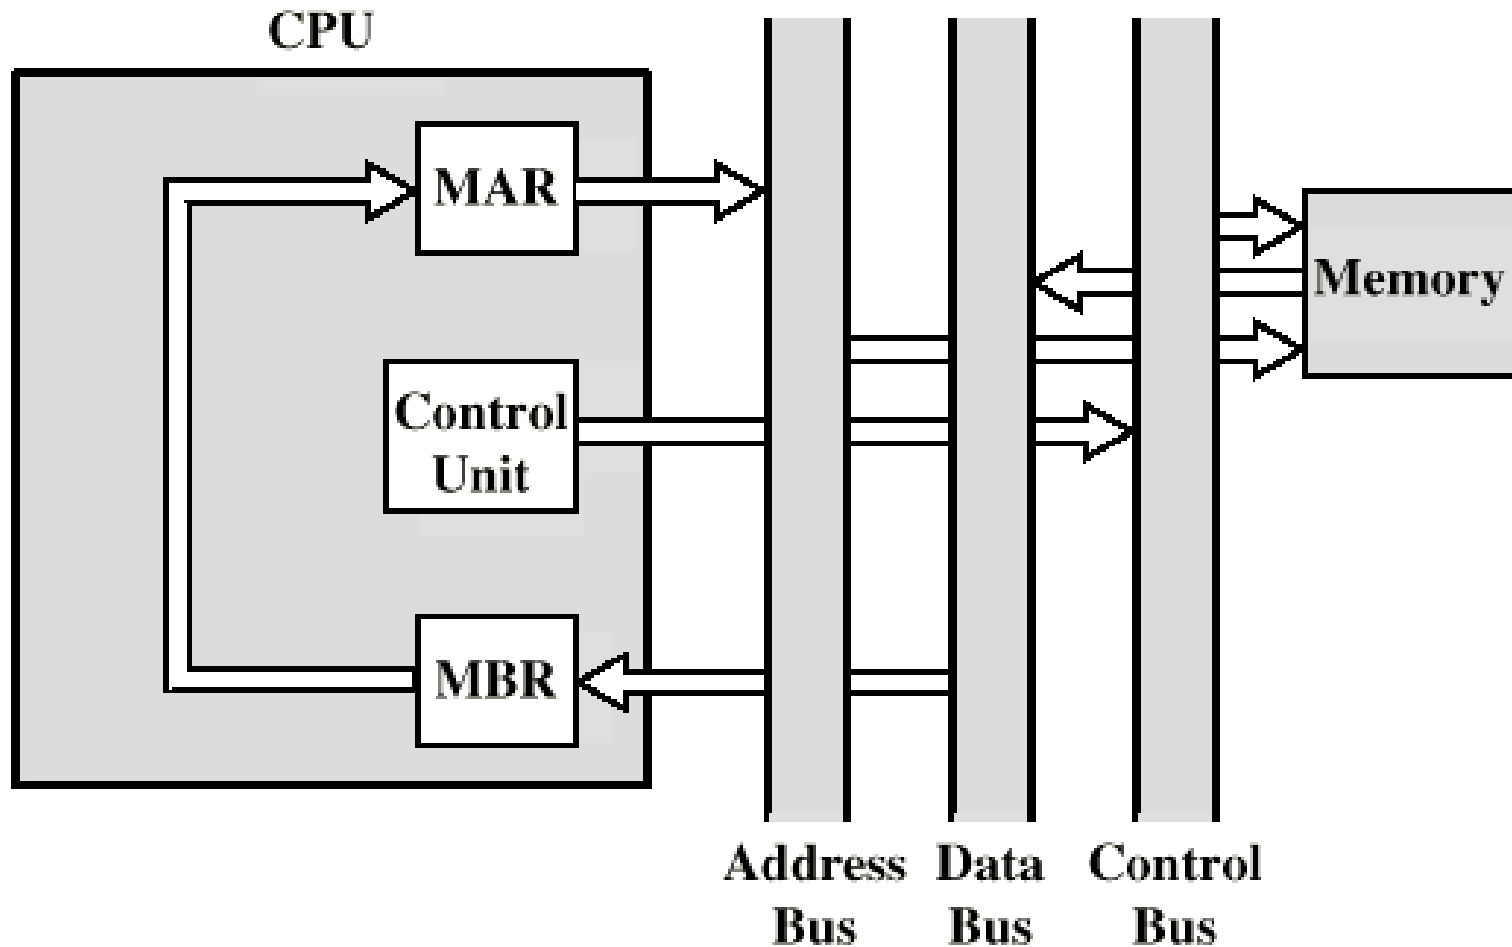 CPU
MAR
Memory
Control
Unit
MBR
Address
Bus
Data
Bus
Control
Bus